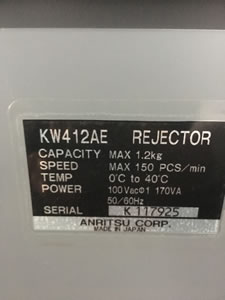 KW412AE REJECTOR
CAPACITY MAX 1.2kg
SPEED MAX 150 PCS/min
TEMP 0°C to 40°C
POWER 100Vac Φ1 170VA
50/60Hz
SERIAL K117925
ANRITSU CORP.
MADE IN JAPAN